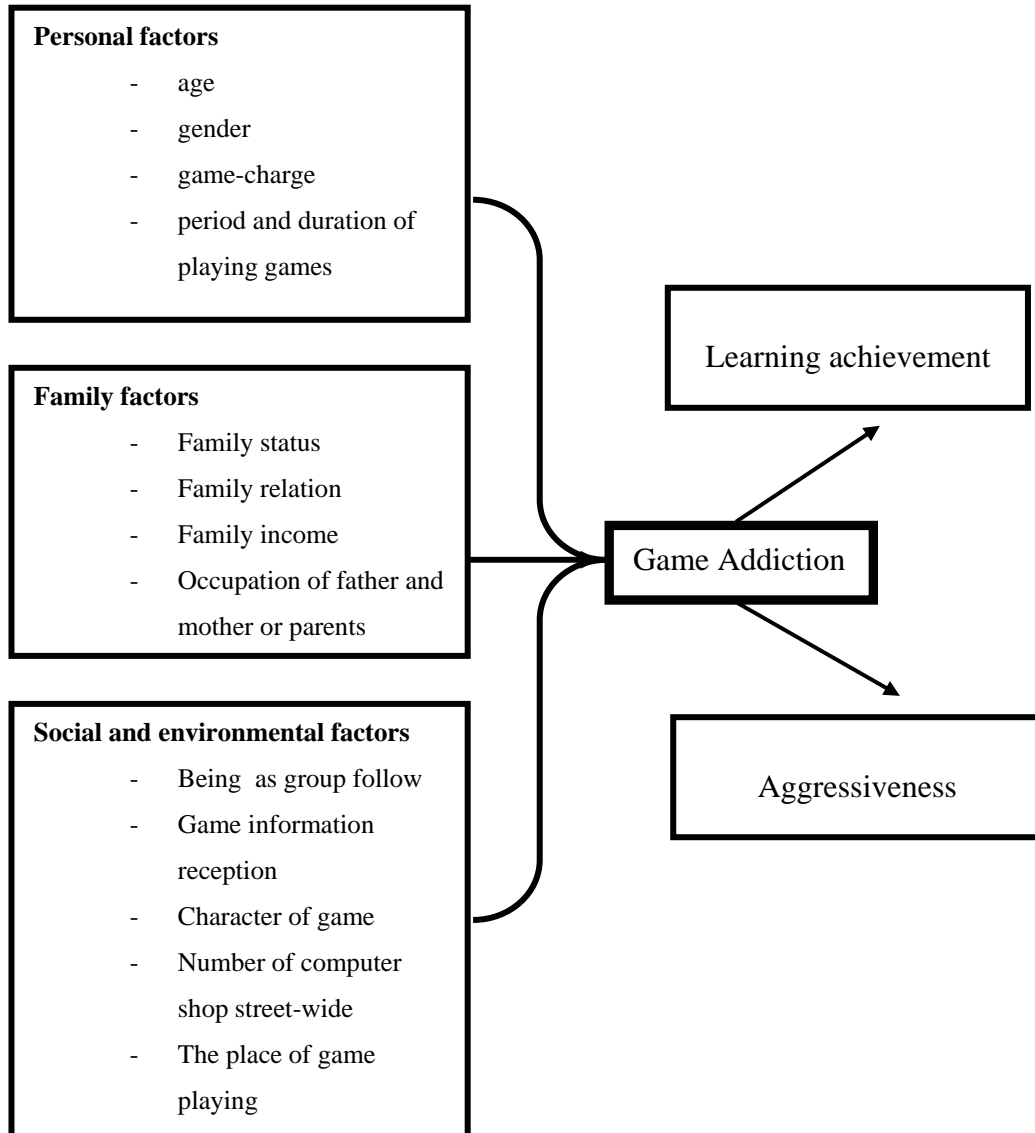 Personal factors
- age
- gender
- game-charge
- period and duration of
playing games
Family factors
- Family status
- Family relation
- Family income
- Occupation of father and
mother or parents
Social and environmental factors
- Being as group follow
- Game information
reception
- Character of game
- Number of computer
shop street-wide
- The place of game
playing
Game Addiction
Learning achievement
Aggressiveness